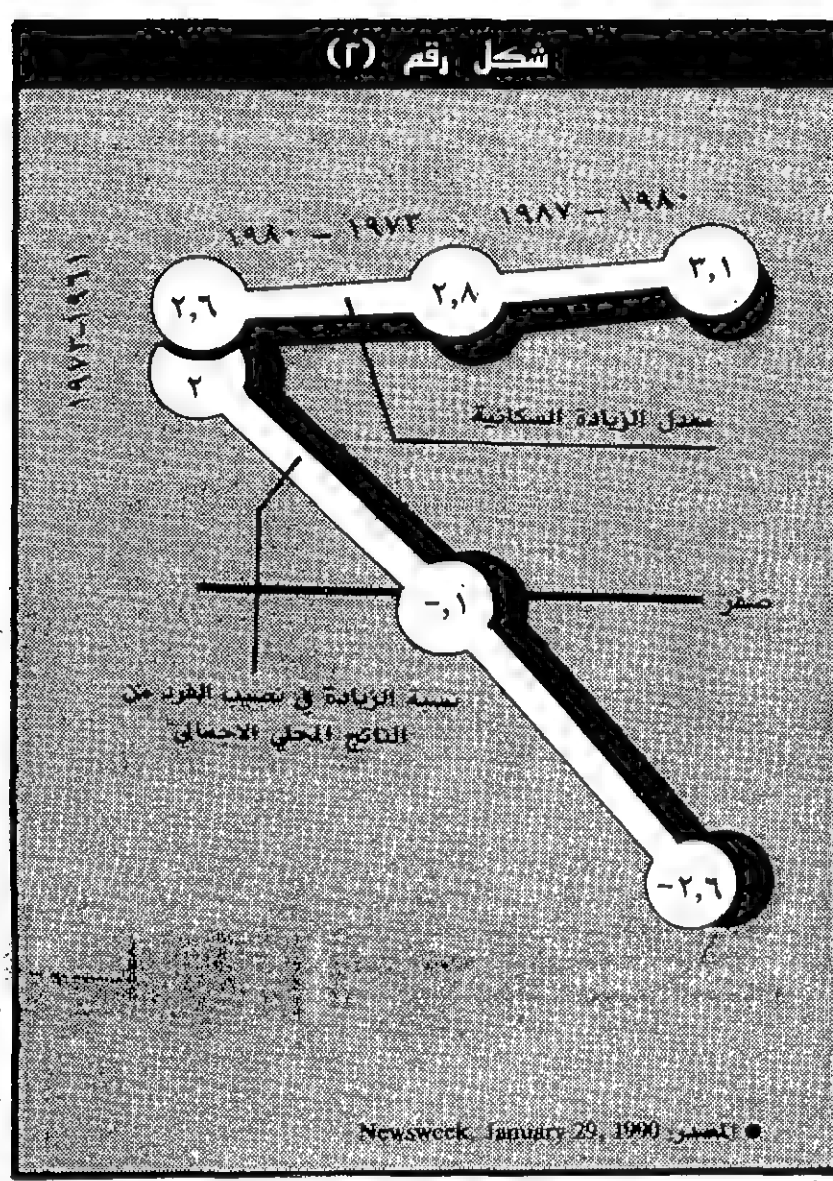 شكل رقم (٢)
١٩٦١-١٩٧٣
١٩٧٣ – ١٩٨٠
١٩٨٠ – ١٩٨٧
٢,٦
٢,٨
٣,١
٢
معدل الزيادة السكانية
-,١
صفر
نسبة الزيادة في نصيب الفرد من
الناتج المحلي الاجمالي
-٢,٦
● المصدر: Newsweek, January 29, 1990